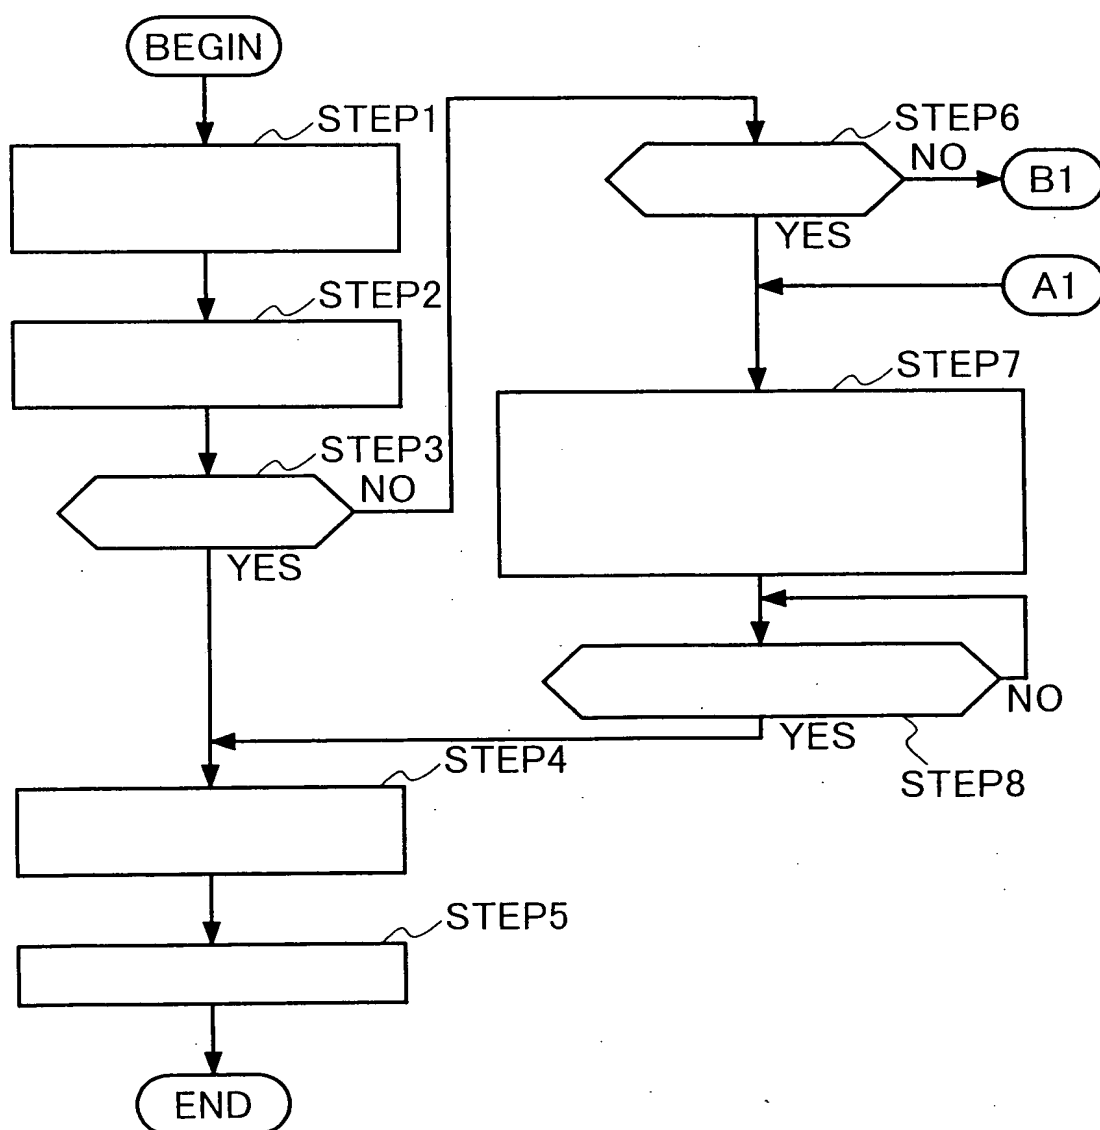 BEGIN
STEP1
STEP2
STEP3
NO
YES
STEP6
NO
B1
YES
A1
STEP7
NO
YES
STEP8
STEP4
STEP5
END